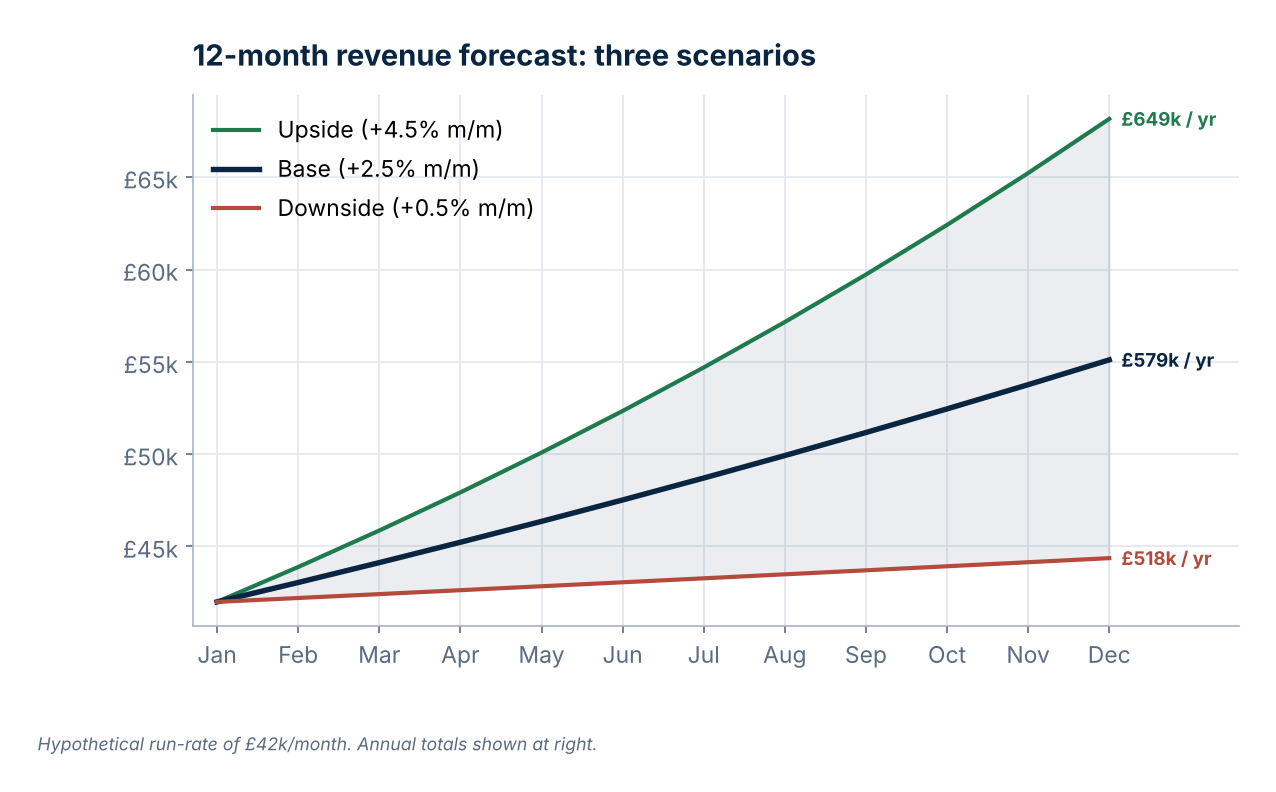 12-month revenue forecast: three scenarios
£649k / yr
Upside (+4.5% m/m)
Base (+2.5% m/m)
Downside (+0.5% m/m)
£65k
£60k
£55k
£579k / yr
£50k
£45k
£518k / yr
Jan Feb Mar Apr May Jun Jul Aug Sep Oct Nov Dec
Hypothetical run-rate of £42k/month. Annual totals shown at right.